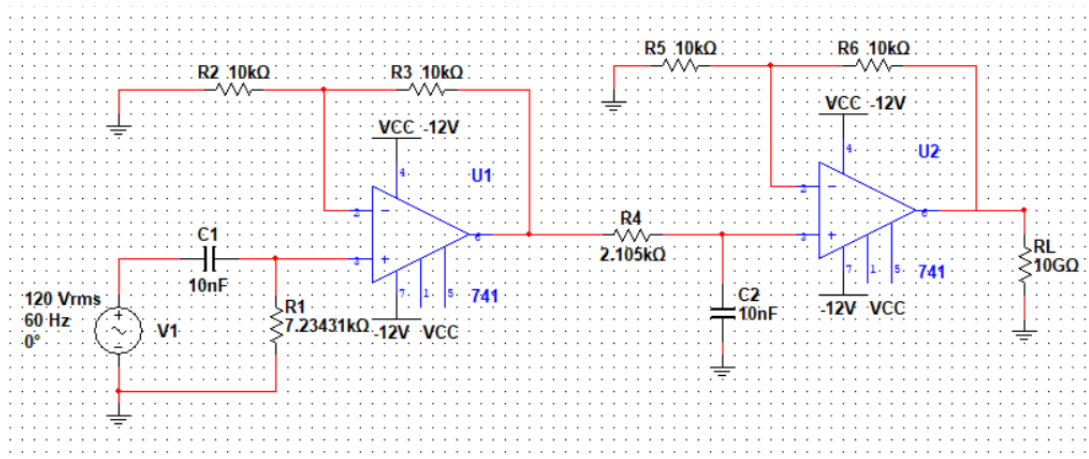 R2 10kΩ
R3 10kΩ
VCC -12V
4
U1
2
6
3
7
1
5
741
-12V VCC
C1
10nF
R1
7.23431kΩ
120 Vrms
60 Hz
0°
V1
R5 10kΩ
R6 10kΩ
VCC -12V
4
U2
2
6
3
7
1
5
741
-12V VCC
R4
2.105kΩ
C2
10nF
RL
10GΩ